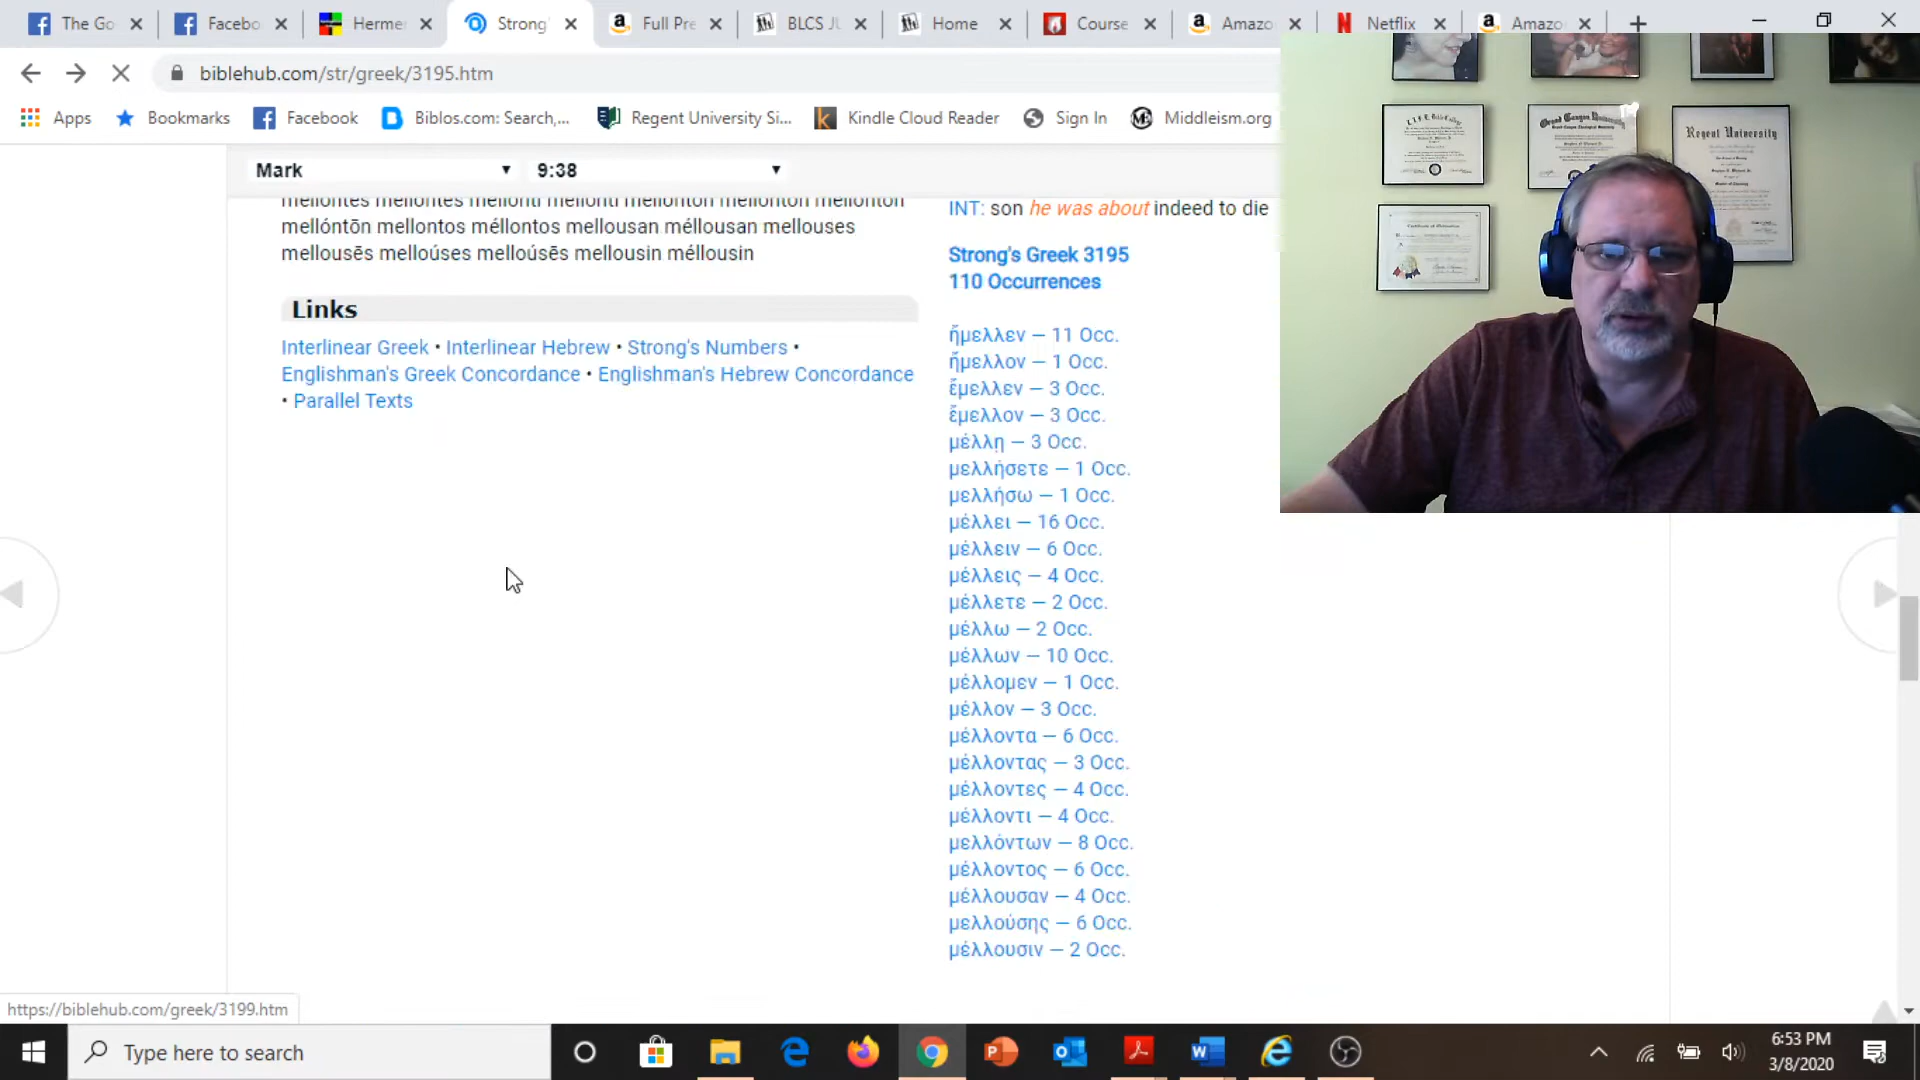 The Go
Facebo
Herme
Strong'
Full Pre
BLCS JU
Home
Course
Amazo
Netflix
Amazo
biblehub.com/str/greek/3195.htm
Apps
Bookmarks
Facebook
Biblos.com: Search,...
Regent University Si...
Kindle Cloud Reader
Sign In
Middleism.org
Mark
9:38
mellontes mellontes mellonti mellonti mellontōn mellontōn mellonton
mellóntōn mellontos méllontos mellousan méllousan mellouses
mellousēs melloúses melloúsēs mellousin méllousin
Links
Interlinear Greek • Interlinear Hebrew • Strong's Numbers •
Englishman's Greek Concordance • Englishman's Hebrew Concordance
• Parallel Texts
INT: son he was about indeed to die
Strong's Greek 3195
110 Occurrences
ἤμελλεν — 11 Occ.
ἤμελλον — 1 Occ.
ἔμελλεν — 3 Occ.
ἔμελλον — 3 Occ.
μέλλῃ — 3 Occ.
μελλήσετε — 1 Occ.
μελλήσω — 1 Occ.
μέλλει — 16 Occ.
μέλλειν — 6 Occ.
μέλλεις — 4 Occ.
μέλλετε — 2 Occ.
μέλλω — 2 Occ.
μέλλων — 10 Occ.
μέλλομεν — 1 Occ.
μέλλον — 3 Occ.
μέλλοντα — 6 Occ.
μέλλοντας — 3 Occ.
μέλλοντες — 4 Occ.
μέλλοντι — 4 Occ.
μελλόντων — 8 Occ.
μέλλοντος — 6 Occ.
μέλλουσαν — 4 Occ.
μελλούσης — 6 Occ.
μέλλουσιν — 2 Occ.
Regent University
https://biblehub.com/greek/3199.htm
Type here to search
6:53 PM
3/8/2020